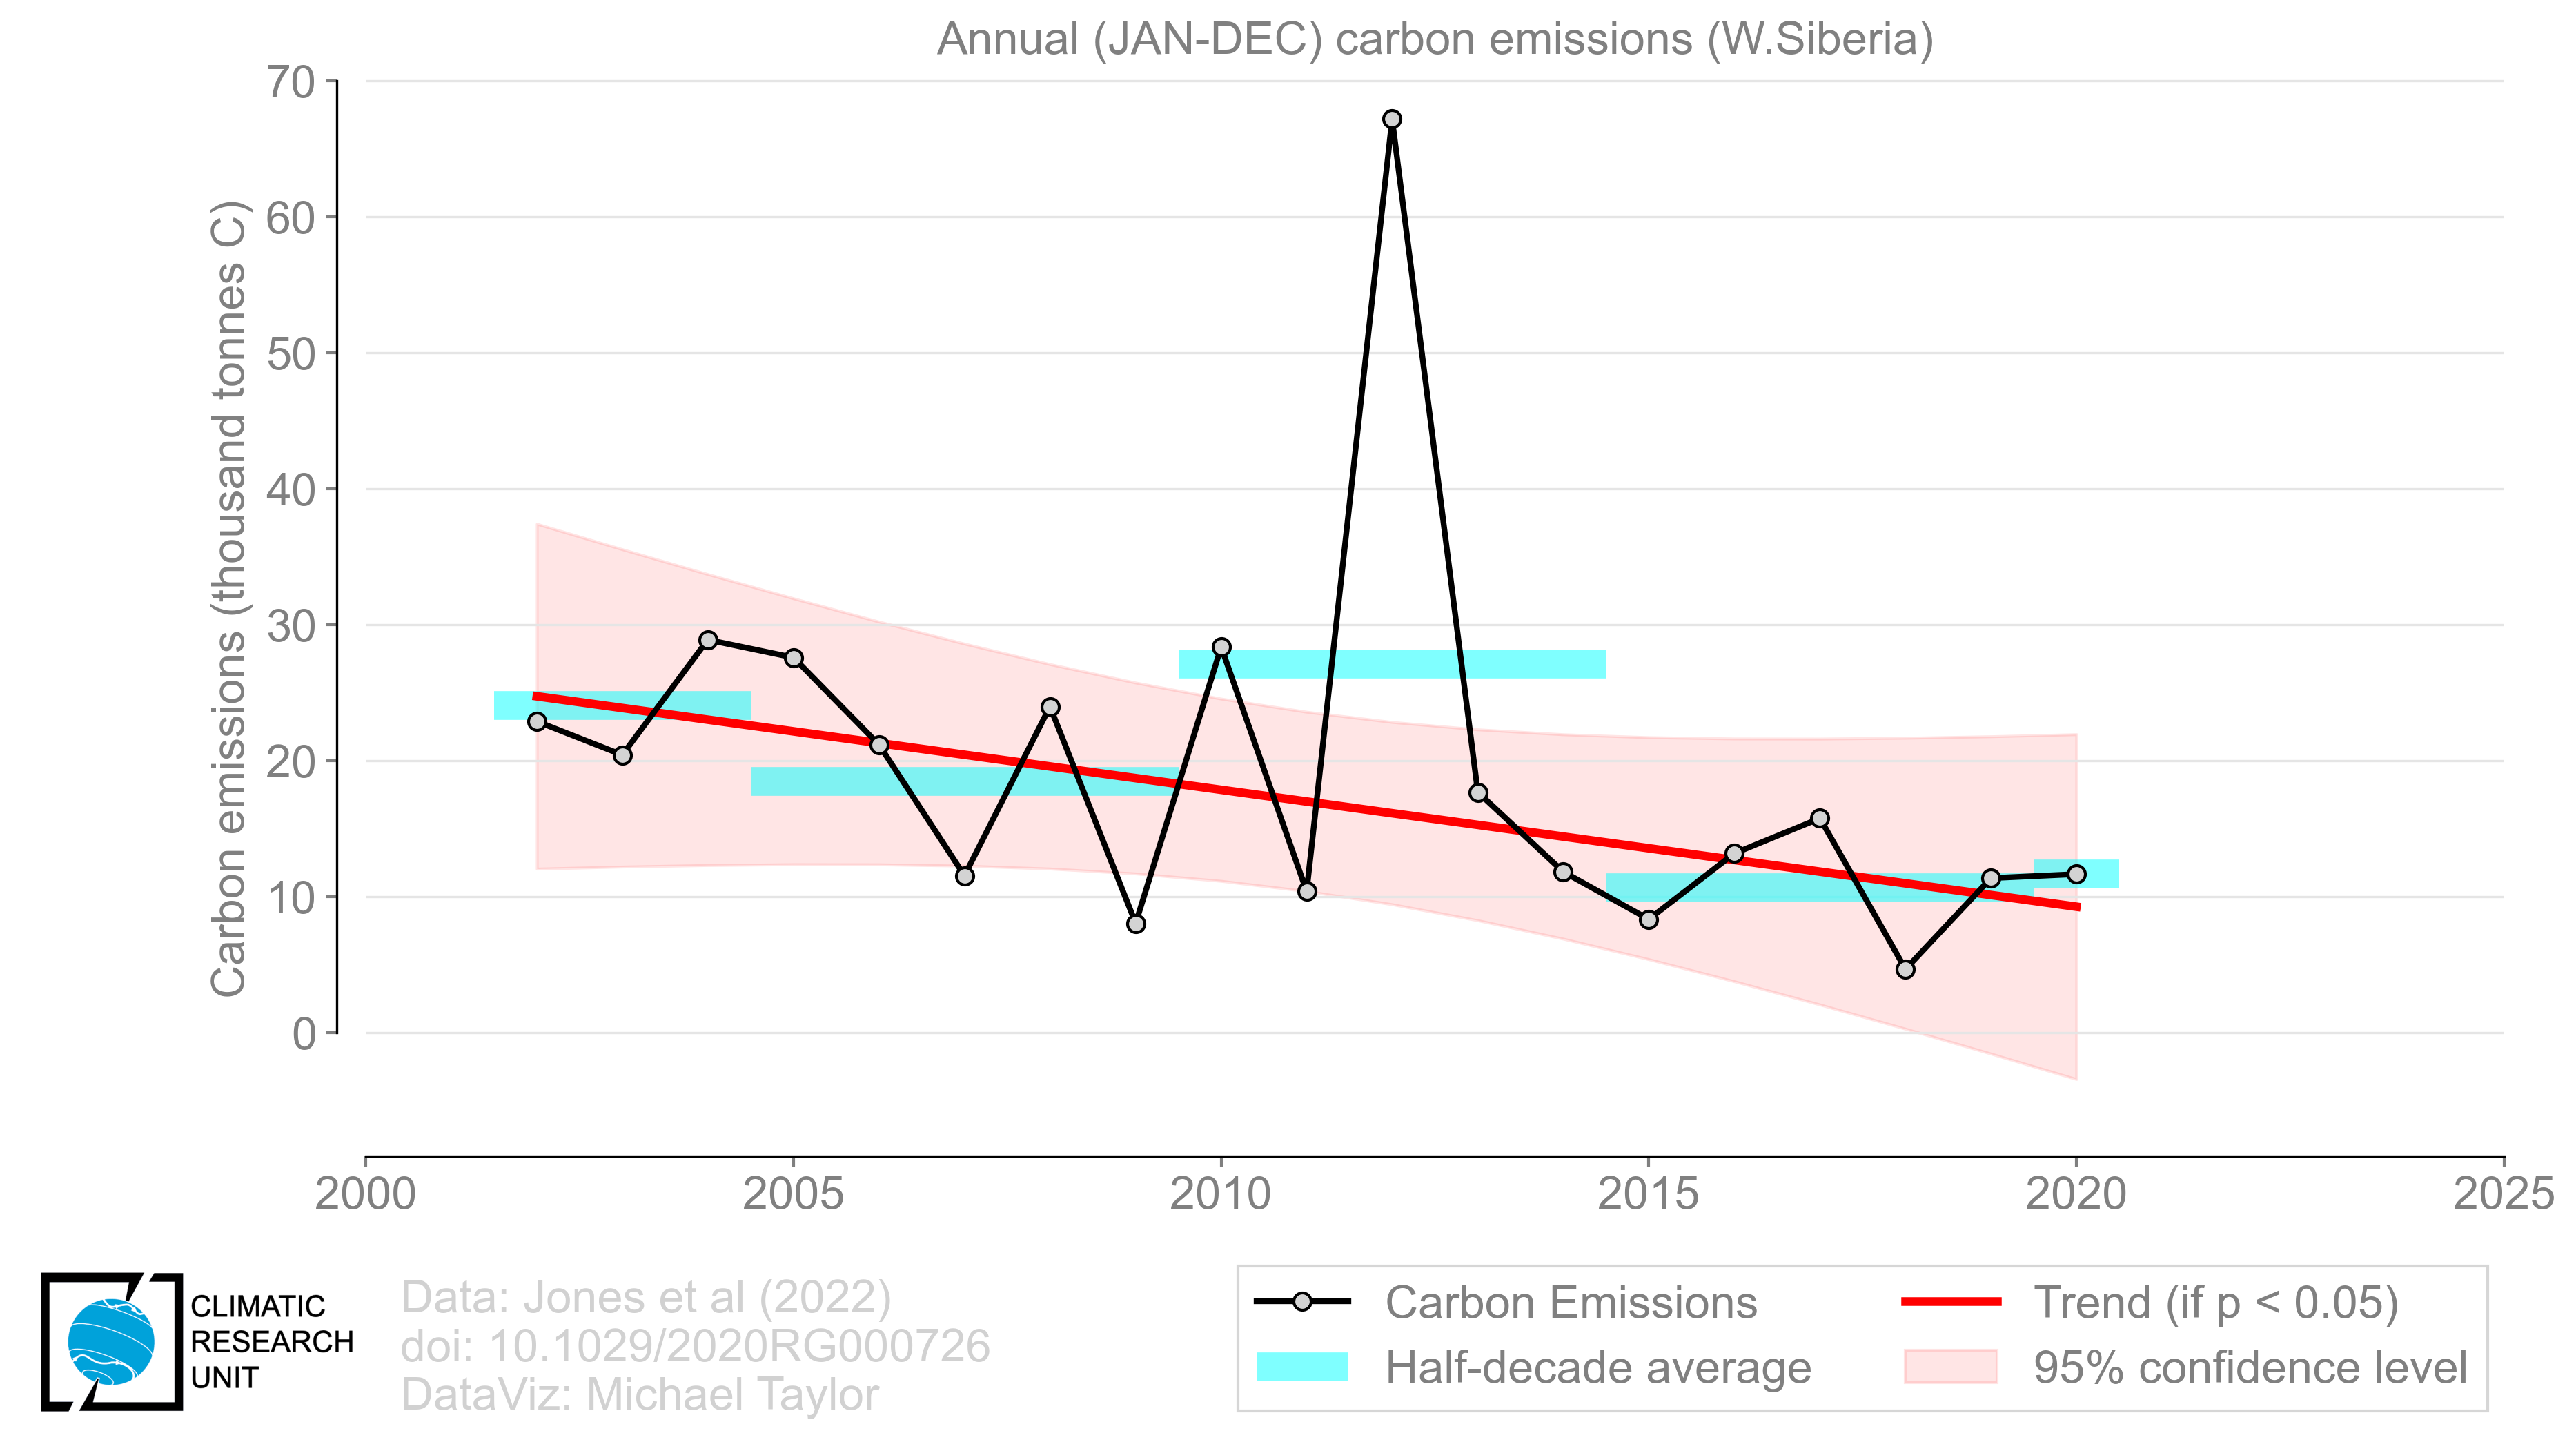 Annual (JAN-DEC) carbon emissions (W.Siberia)
Carbon emissions (thousand tonnes C)
70
60
50
40
30
20
10
0
2000 2005 2010 2015 2020 2025
CLIMATIC
RESEARCH
UNIT
Data: Jones et al (2022)
doi: 10.1029/2020RG000726
DataViz: Michael Taylor
Carbon Emissions
Half-decade average
Trend (if p < 0.05)
95% confidence level